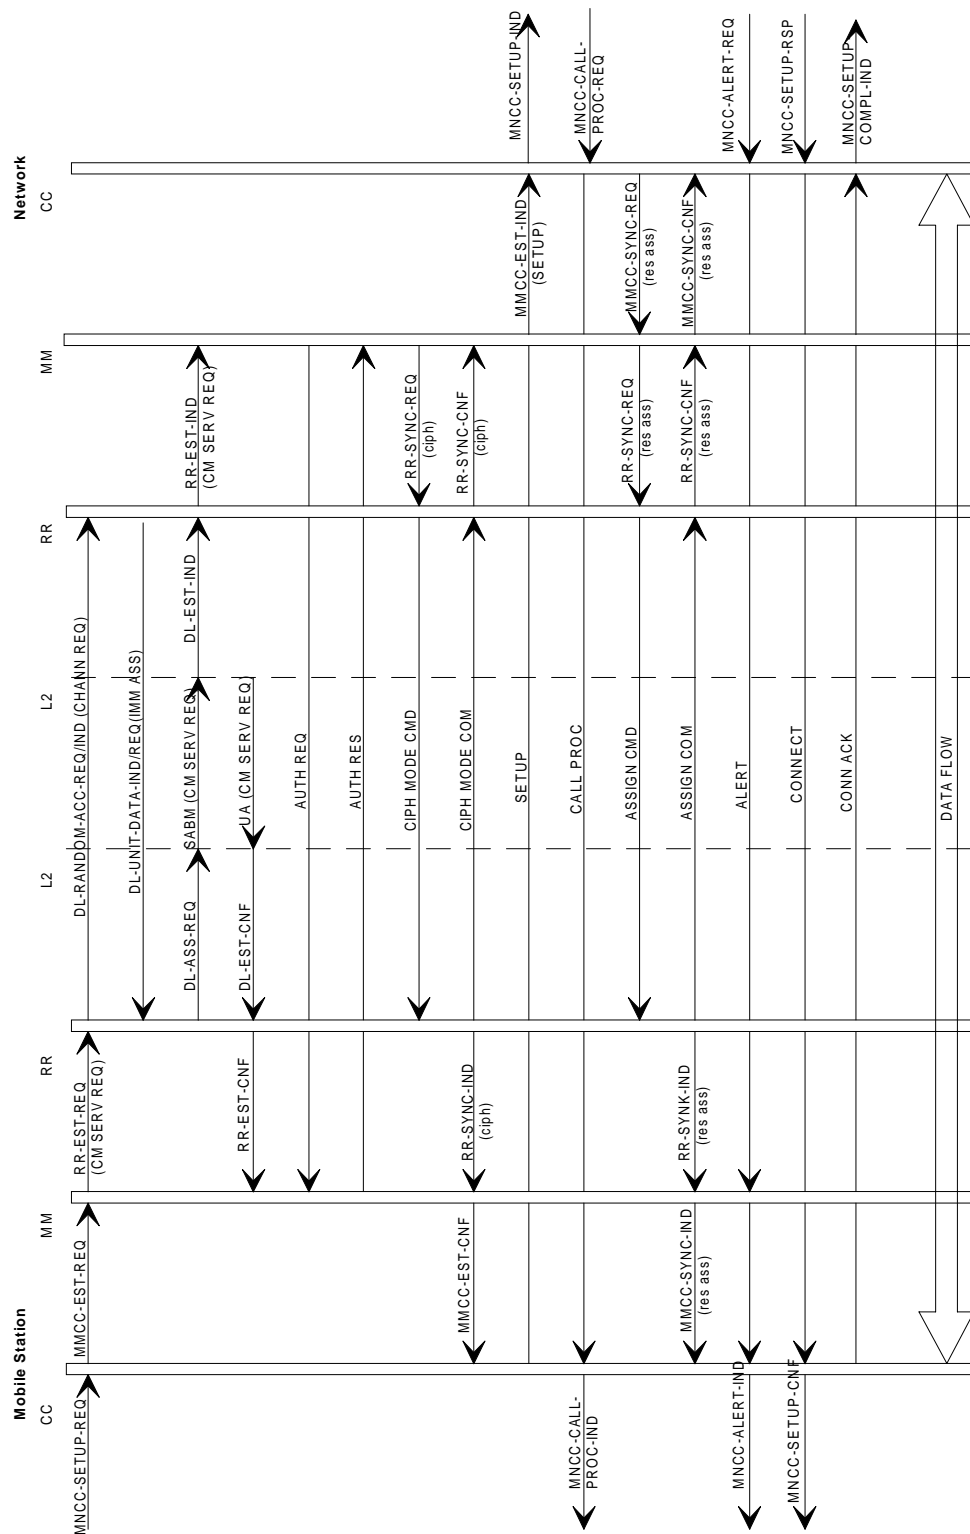 Mobile Station
Network
CC
MM
RR
L2
L2
RR
MM
CC
MNCC-SETUP-REQ
MMCC-EST-REQ
RR-EST-REQ
(CM SERV REQ)
DL-RANDOM-ACC-REQ/IND (CHANN REQ)
DL-UNIT-DATA-IND/REQ(IMM ASS)
DL-ASS-REQ
SABM (CM SERV REQ)
DL-EST-IND
RR-EST-IND
(CM SERV REQ)
RR-EST-CNF
DL-EST-CNF
UA (CM SERV REQ)
AUTH REQ
AUTH RES
CIPH MODE CMD
RR-SYNC-REQ
(ciph)
MMCC-EST-CNF
RR-SYNC-IND
(ciph)
CIPH MODE COM
RR-SYNC-CNF
(ciph)
SETUP
MMCC-EST-IND
(SETUP)
MNCC-SETUP-IND
MNCC-CALL-
PROC-IND
CALL PROC
MNCC-CALL-
PROC-REQ
ASSIGN CMD
RR-SYNC-REQ
(res ass)
MMCC-SYNC-REQ
(res ass)
MMCC-SYNC-IND
(res ass)
RR-SYNK-IND
(res ass)
ASSIGN COM
RR-SYNC-CNF
(res ass)
MMCC-SYNC-CNF
(res ass)
MNCC-ALERT-IND
ALERT
MNCC-ALERT-REQ
MNCC-SETUP-CNF
CONNECT
MNCC-SETUP-RSP
CONN ACK
MNCC-SETUP
COMPL-IND
DATA FLOW